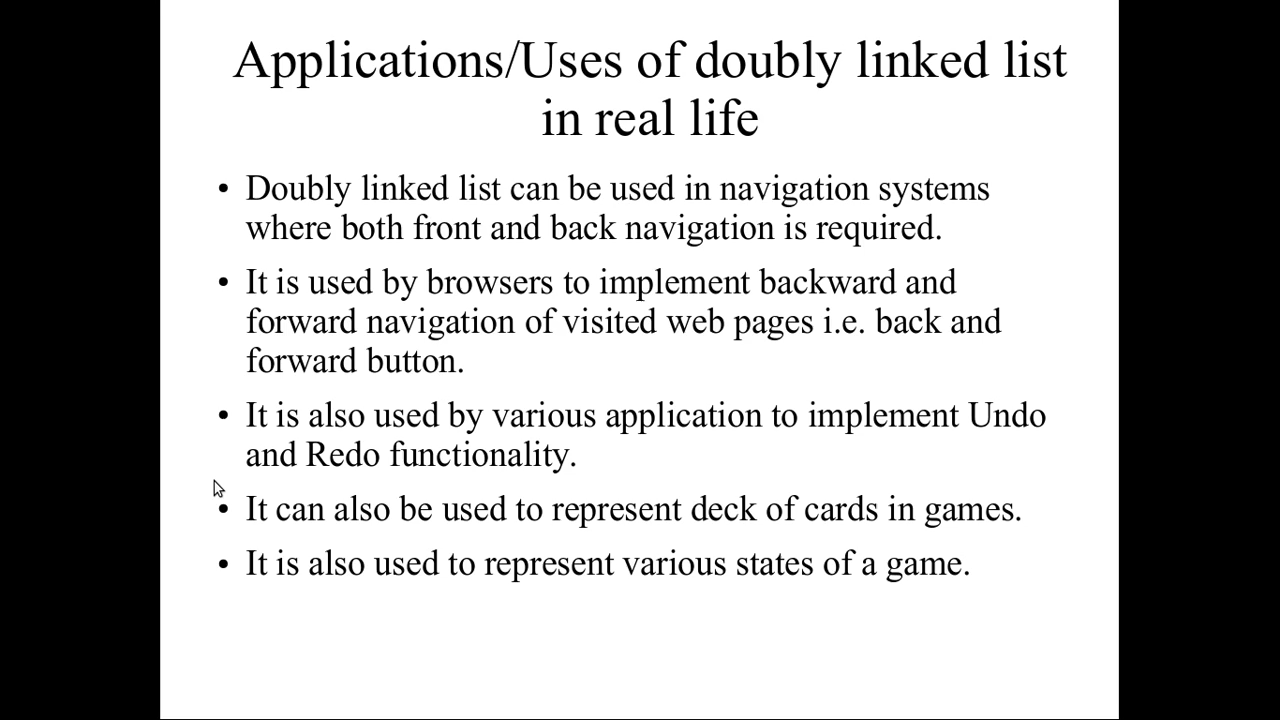 Applications/Uses of doubly linked list
in real life
• Doubly linked list can be used in navigation systems
where both front and back navigation is required.
• It is used by browsers to implement backward and
forward navigation of visited web pages i.e. back and
forward button.
• It is also used by various application to implement Undo
and Redo functionality.
• It can also be used to represent deck of cards in games.
• It is also used to represent various states of a game.